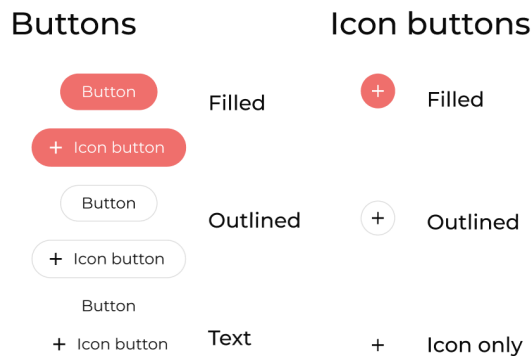 Buttons
Button
Filled
+ Icon button
Button
Outlined
+ Icon button
Button
Text
+ Icon button
Icon buttons
+
Filled
+
Outlined
+
Icon only